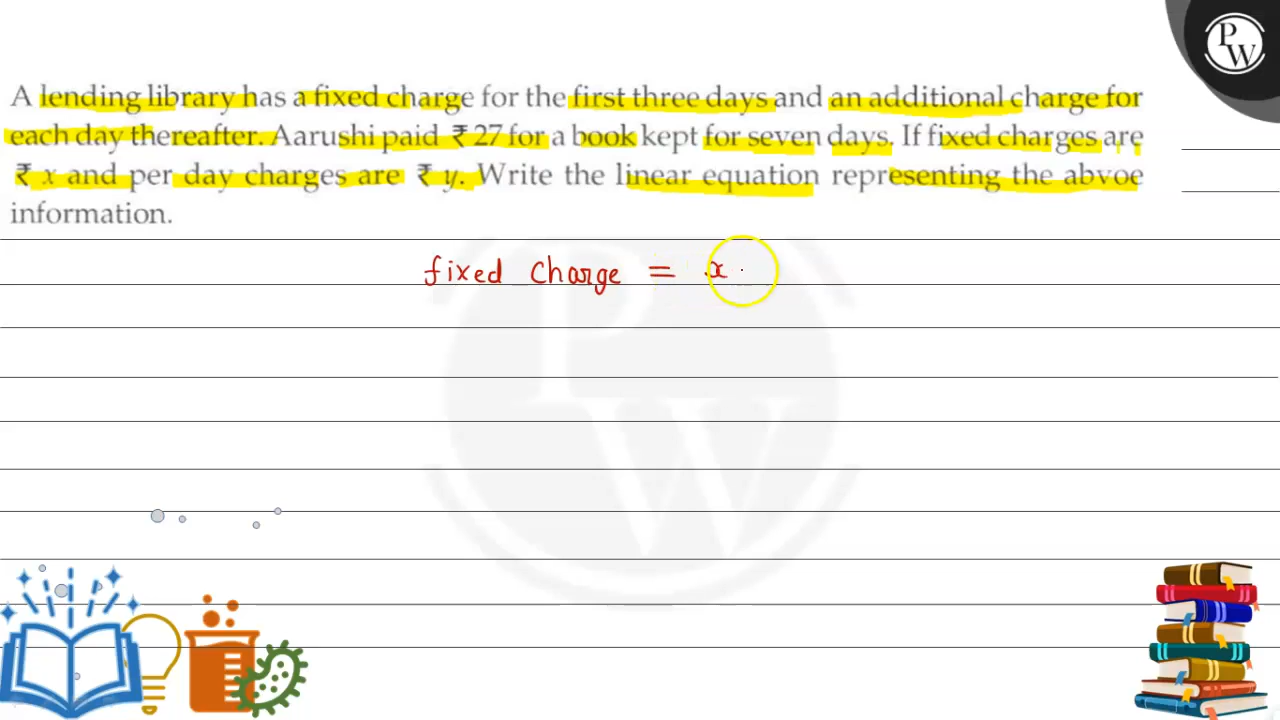 P
W
A lending library has a fixed charge for the first three days and an additional charge for
each day thereafter. Aarushi paid ₹ 27 for a book kept for seven days. If fixed charges are
₹ x and per day charges are ₹ y. Write the linear equation representing the abvoe
information.
fixed charge = x
P
W